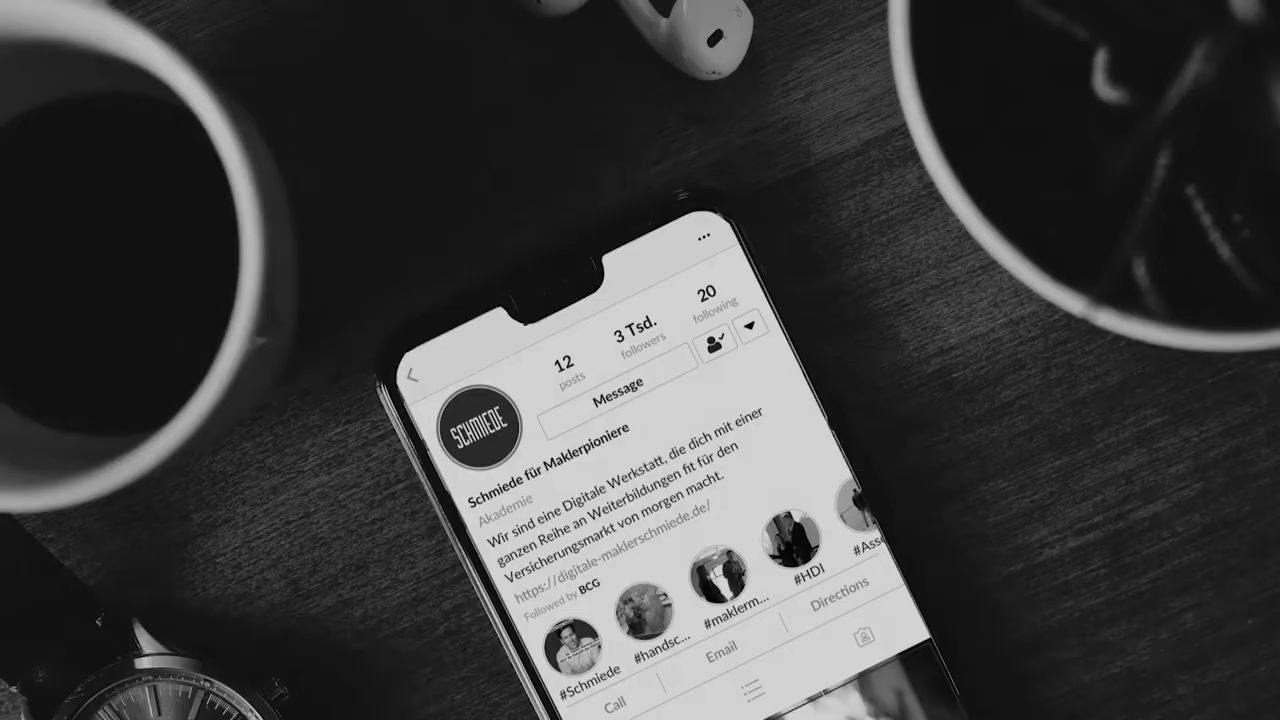 12
posts
3 Tsd.
followers
20
following
Message
SCHMIEDE
Schmiede für Maklerpioniere
Akademie
Wir sind eine Digitale Werkstatt, die dich mit einer
ganzen Reihe an Weiterbildungen fit für den
Versicherungsmarkt von morgen macht.
https://digitale-maklerschmiede.de/
Followed by BCG
#Schmiede
#handsc...
#maklerm...
#HDI
#Asse
Call
Email
Directions